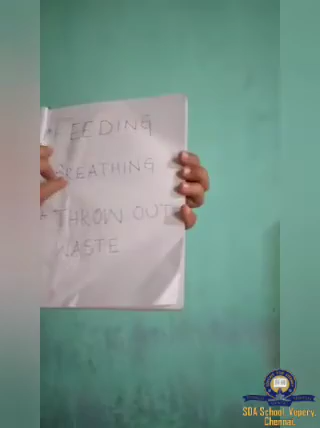 FEEDING
BREATHING
THROW OUT
WASTE
SDA School, Vepery,
Chennai.